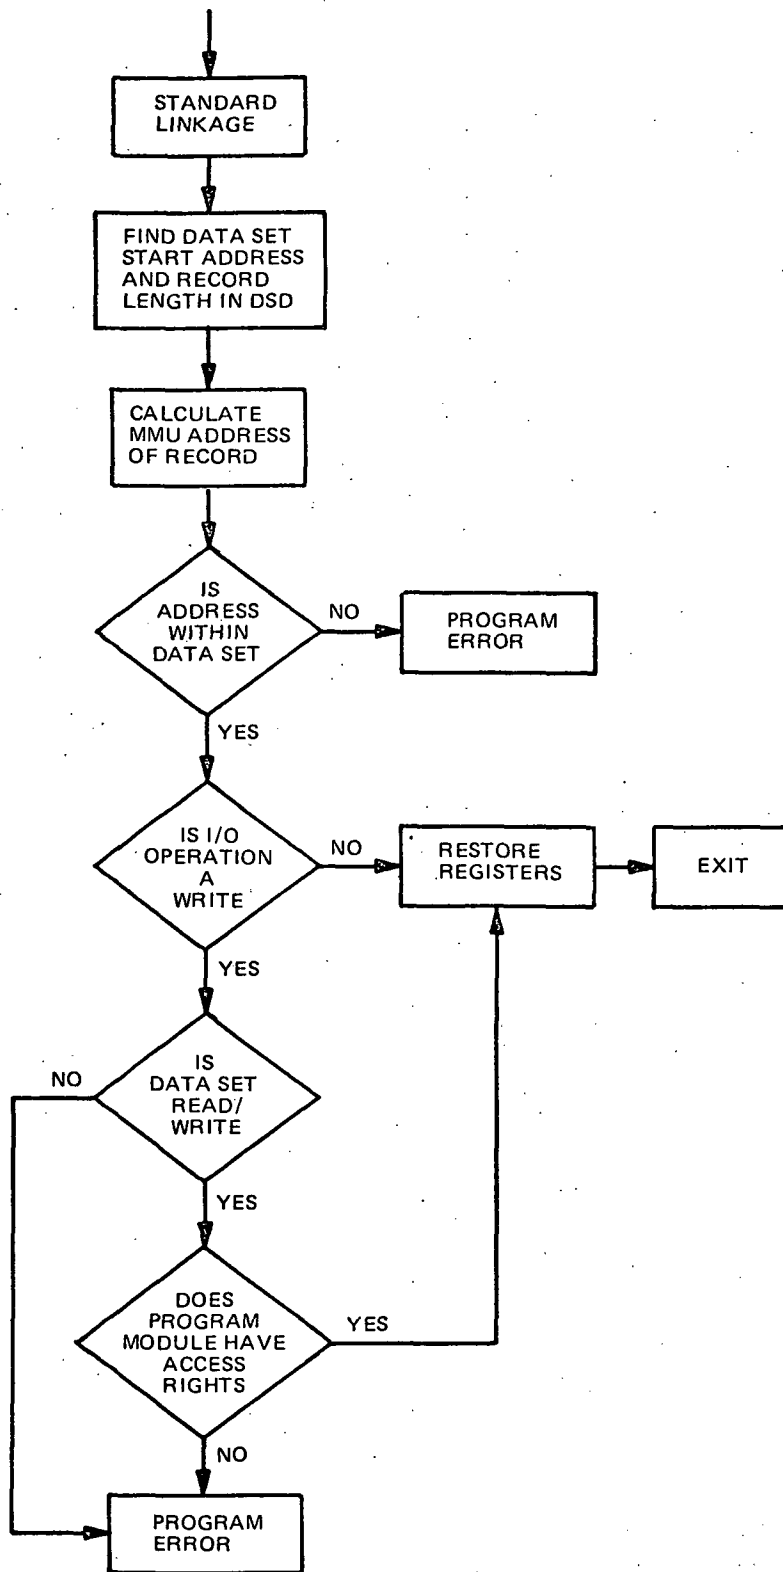 STANDARD
LINKAGE
FIND DATA SET
START ADDRESS
AND RECORD
LENGTH IN DSD
CALCULATE
MMU ADDRESS
OF RECORD
IS
ADDRESS
WITHIN
DATA SET
NO
PROGRAM
ERROR
YES
IS I/O
OPERATION
A
WRITE
NO
RESTORE
REGISTERS
EXIT
YES
IS
DATA SET
READ/
WRITE
NO
YES
DOES
PROGRAM
MODULE HAVE
ACCESS
RIGHTS
YES
NO
PROGRAM
ERROR